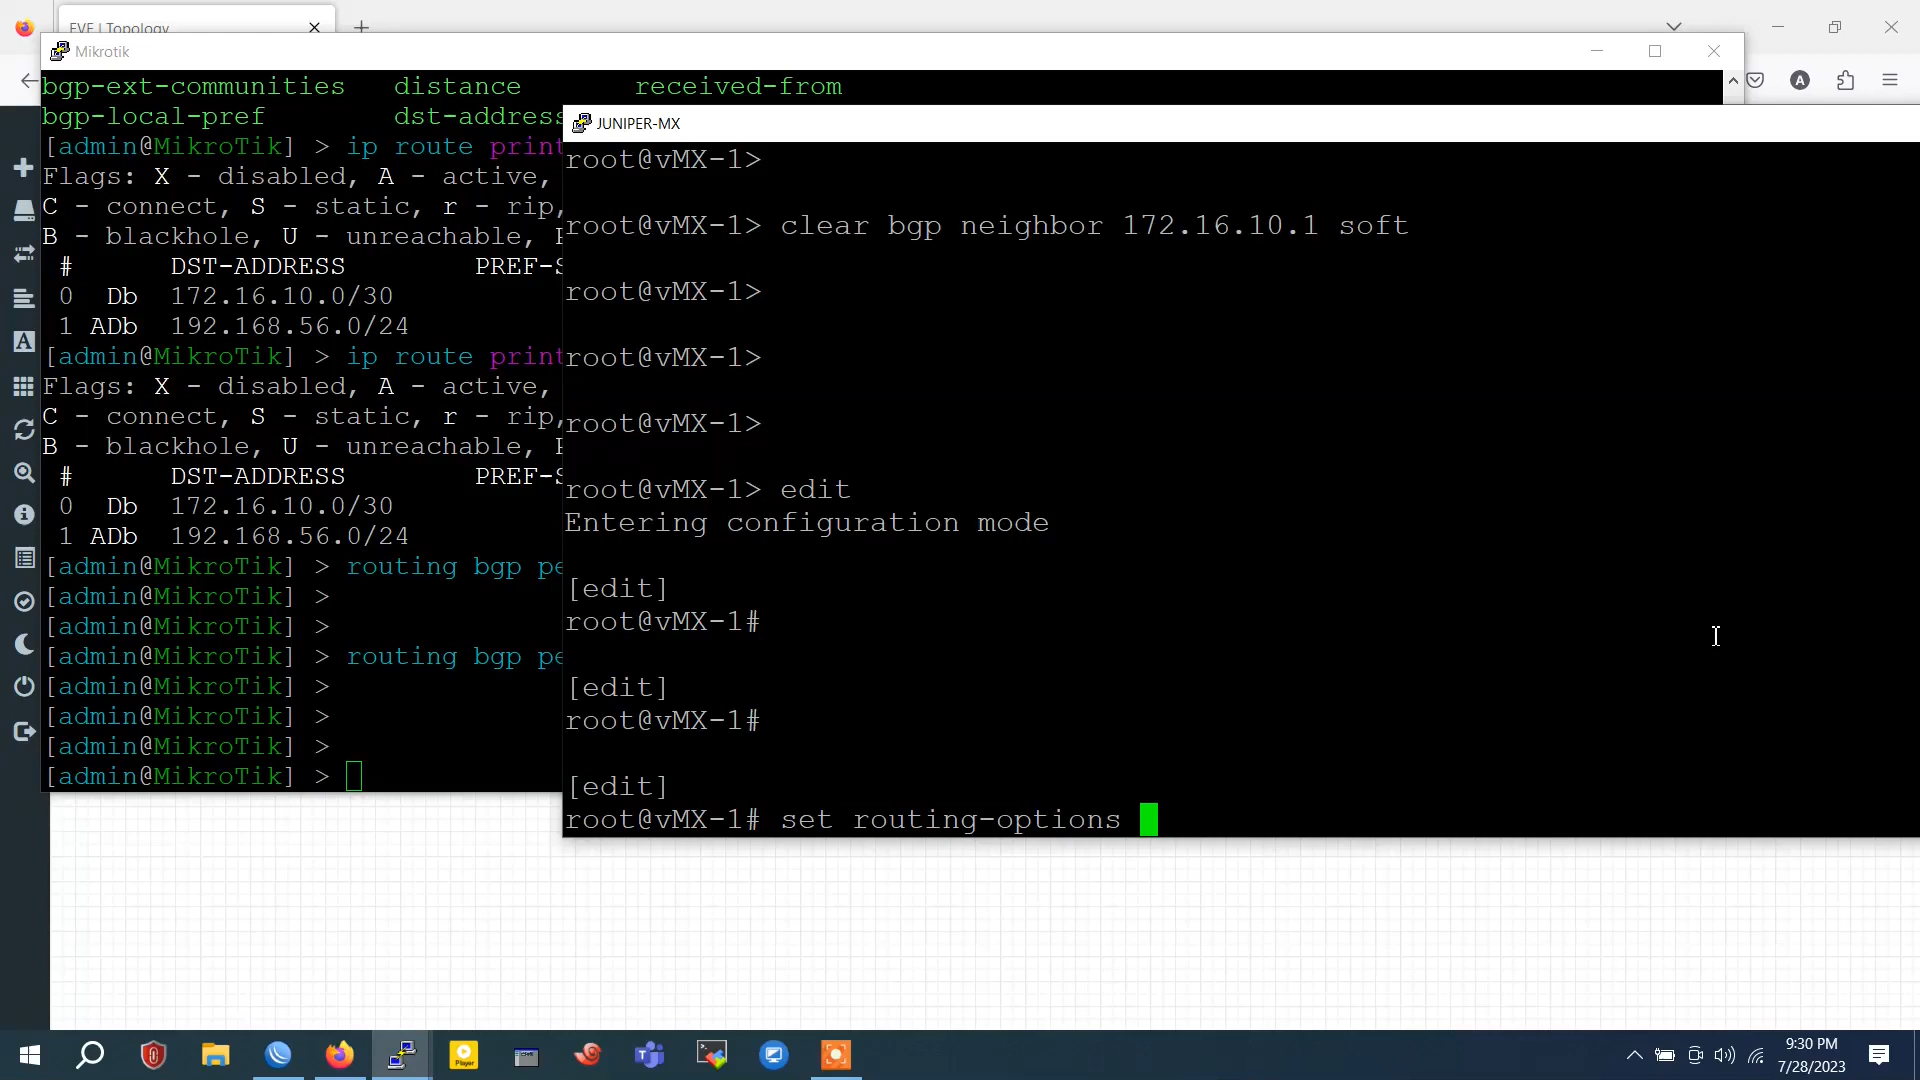 EVE | Topology
Mikrotik
bgp-ext-communities distance received-from
bgp-local-pref dst-address
[admin@MikroTik] > ip route print
Flags: X - disabled, A - active,
C - connect, S - static, r - rip,
B - blackhole, U - unreachable,
# DST-ADDRESS PREF-S
0 Db 172.16.10.0/30
1 ADb 192.168.56.0/24
[admin@MikroTik] > ip route print
Flags: X - disabled, A - active,
C - connect, S - static, r - rip,
B - blackhole, U - unreachable,
# DST-ADDRESS PREF-S
0 Db 172.16.10.0/30
1 ADb 192.168.56.0/24
[admin@MikroTik] > routing bgp pe
[admin@MikroTik] >
[admin@MikroTik] >
[admin@MikroTik] > routing bgp pe
[admin@MikroTik] >
[admin@MikroTik] >
[admin@MikroTik] >
[admin@MikroTik] >
JUNIPER-MX
root@vMX-1>
root@vMX-1> clear bgp neighbor 172.16.10.1 soft
root@vMX-1>
root@vMX-1>
root@vMX-1>
root@vMX-1> edit
Entering configuration mode
[edit]
root@vMX-1#
[edit]
root@vMX-1#
[edit]
root@vMX-1# set routing-options
A
A
Player
9:30 PM
7/28/2023